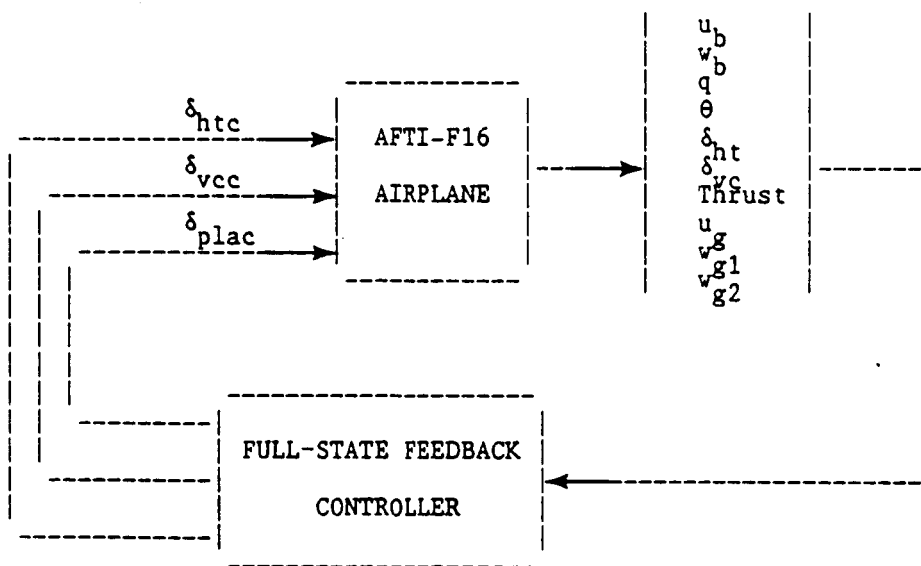 δhtc
δvcc
δplac
AFTI-F16
AIRPLANE
ub
wb
q
θ
δht
δvc
Thrust
ug
wg1
wg2
FULL-STATE FEEDBACK
CONTROLLER